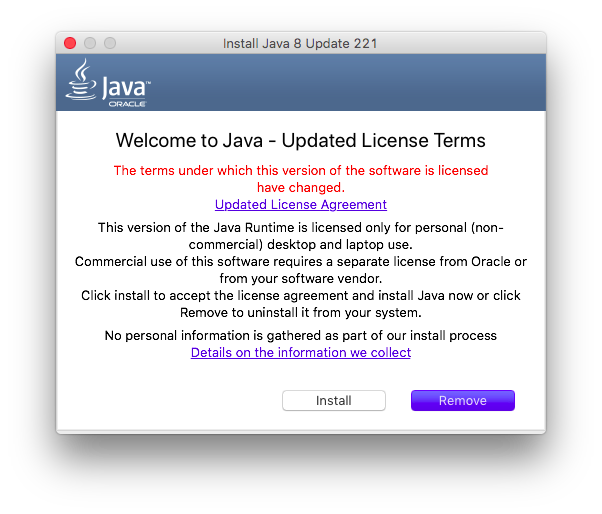 Install Java 8 Update 221
Java™
ORACLE
Welcome to Java - Updated License Terms
The terms under which this version of the software is licensed
have changed.
Updated License Agreement
This version of the Java Runtime is licensed only for personal (non-
commercial) desktop and laptop use.
Commercial use of this software requires a separate license from Oracle or
from your software vendor.
Click install to accept the license agreement and install Java now or click
Remove to uninstall it from your system.
No personal information is gathered as part of our install process
Details on the information we collect
Install
Remove